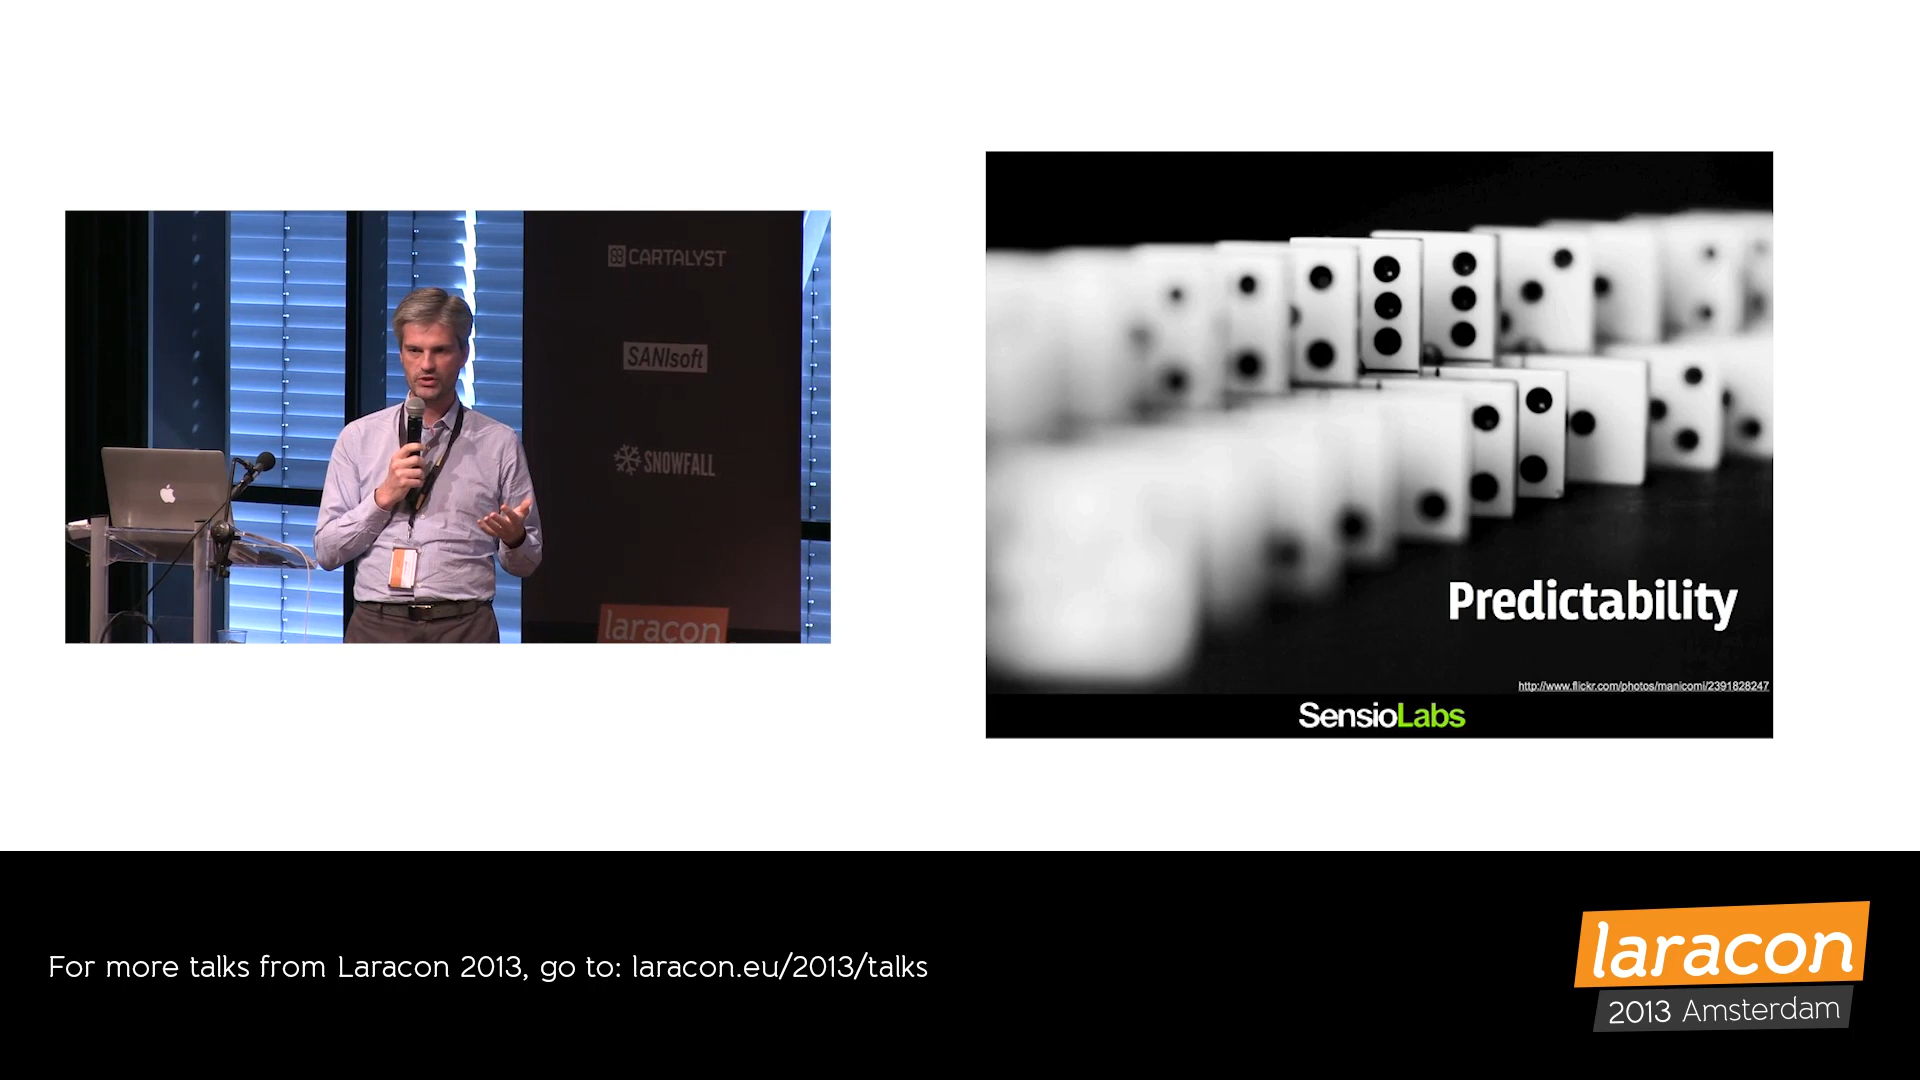 CARTALYST
SANIsoft
SNOWFALL
laracon
Predictability
http://www.flickr.com/photos/manicomi/2391828247
SensioLabs
For more talks from Laracon 2013, go to: laracon.eu/2013/talks
laracon
2013 Amsterdam